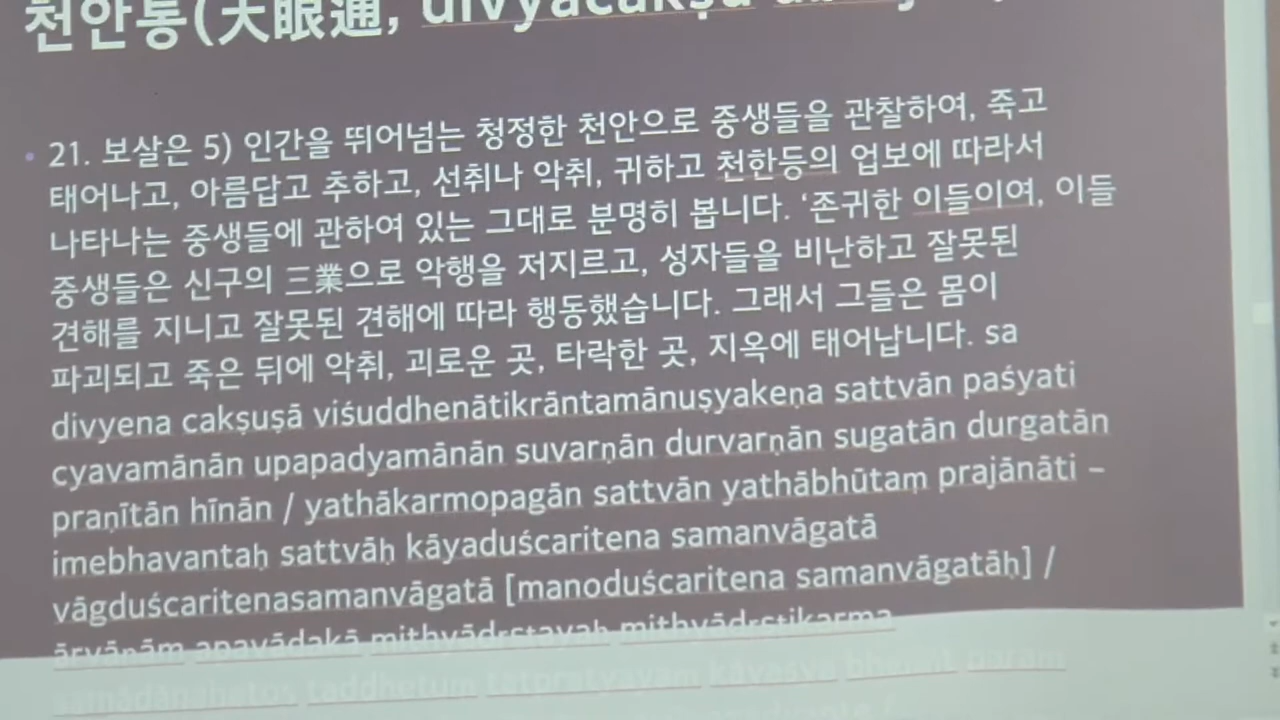 천안통(天眼通, divyacakṣu
• 21. 보살은 5) 인간을 뛰어넘는 청정한 천안으로 중생들을 관찰하여, 죽고
태어나고, 아름답고 추하고, 선취나 악취, 귀하고 천한등의 업보에 따라서
나타나는 중생들에 관하여 있는 그대로 분명히 봅니다. ‘존귀한 이들이여, 이들
중생들은 신구의 三業으로 악행을 저지르고, 성자들을 비난하고 잘못된
견해를 지니고 잘못된 견해에 따라 행동했습니다. 그래서 그들은 몸이
파괴되고 죽은 뒤에 악취, 괴로운 곳, 타락한 곳, 지옥에 태어납니다. sa
divyena cakṣuṣā viśuddhenātikrāntamānuṣyakeṇa sattvān paśyati
cyavamānān upapadyamānān suvarṇān durvarṇān sugatān durgatān
praṇītān hīnān / yathākarmopagān sattvān yathābhūtaṃ prajānāti –
imebhavantaḥ sattvāḥ kāyaduścaritena samanvāgatā
vāgduścaritenasamanvāgatā [manoduścaritena samanvāgatāḥ] /
āryāṇām apavādakā mithyādṛṣṭayaḥ mithyādṛṣṭikarma